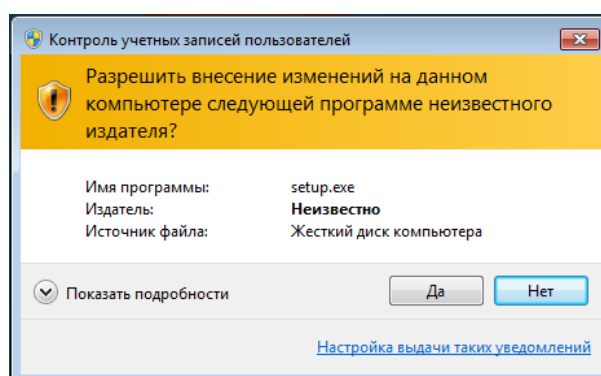 Контроль учетных записей пользователей
Разрешить внесение изменений на данном
компьютере следующей программе неизвестного
издателя?
Имя программы: setup.exe
Издатель: Неизвестно
Источник файла: Жесткий диск компьютера
Показать подробности Да Нет
Настройка выдачи таких уведомлений